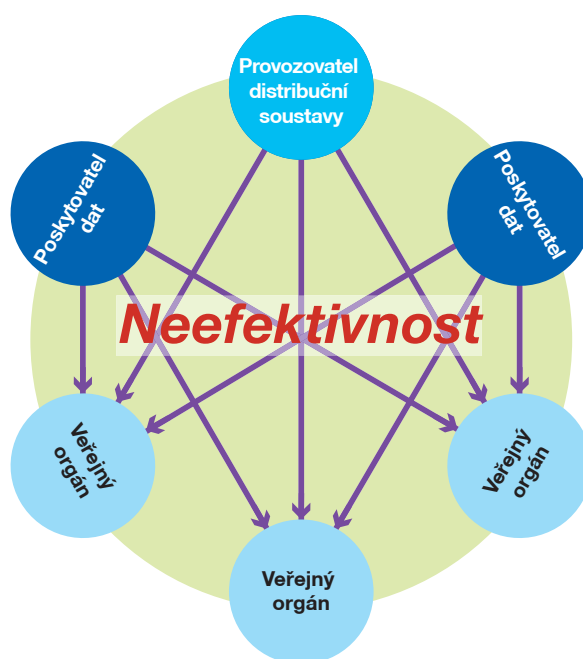 Provozovatel
distribuční
soustavy
Poskytovatel
dat
Poskytovatel
dat
Neefektivnost
Veřejný
orgán
Veřejný
orgán
Veřejný
orgán